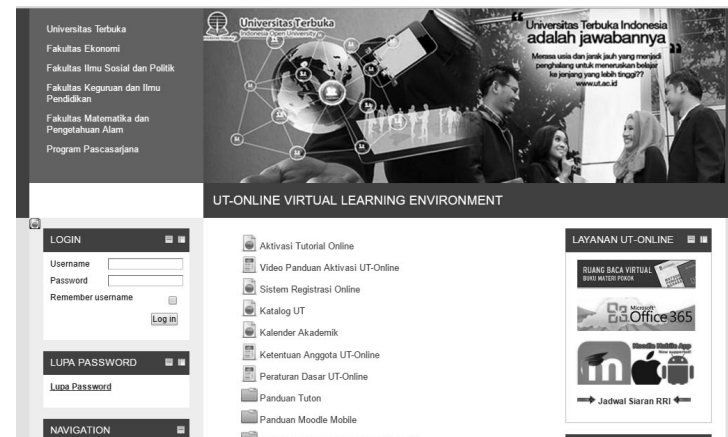 Universitas Terbuka
Fakultas Ekonomi
Fakultas Ilmu Sosial dan Politik
Fakultas Keguruan dan Ilmu
Pendidikan
Fakultas Matematika dan
Pengetahuan Alam
Program Pascasarjana
Universitas Terbuka
Indonesia Open University
Universitas Terbuka Indonesia
adalah jawabannya
Merasa usia dan jarak jauh yang menjadi
penghalang untuk meneruskan belajar
ke jenjang yang lebih tinggi??
www.ut.ac.id
UT-ONLINE VIRTUAL LEARNING ENVIRONMENT
LOGIN
Username
Password
Remember username
Log in
LUPA PASSWORD
Lupa Password
NAVIGATION
Aktivasi Tutorial Online
Video Panduan Aktivasi UT-Online
Sistem Registrasi Online
Katalog UT
Kalender Akademik
Ketentuan Anggota UT-Online
Peraturan Dasar UT-Online
Panduan Tuton
Panduan Moodle Mobile
LAYANAN UT-ONLINE
RUANG BACA VIRTUAL
BUKU MATERI POKOK
Microsoft
Office 365
Moodle Mobile App
Now supported!
Jadwal Siaran RRI